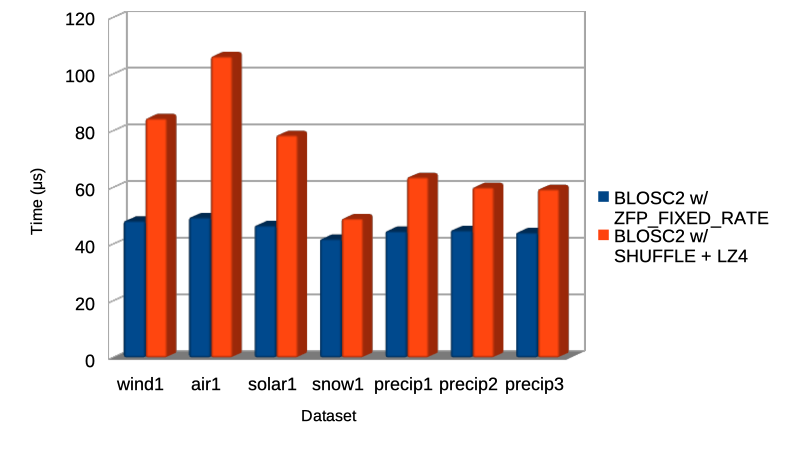 120
100
80
60
40
20
0
Time (µs)
wind1 air1 solar1 snow1 precip1 precip2 precip3
Dataset
BLOSC2 w/
ZFP_FIXED_RATE
BLOSC2 w/
SHUFFLE + LZ4